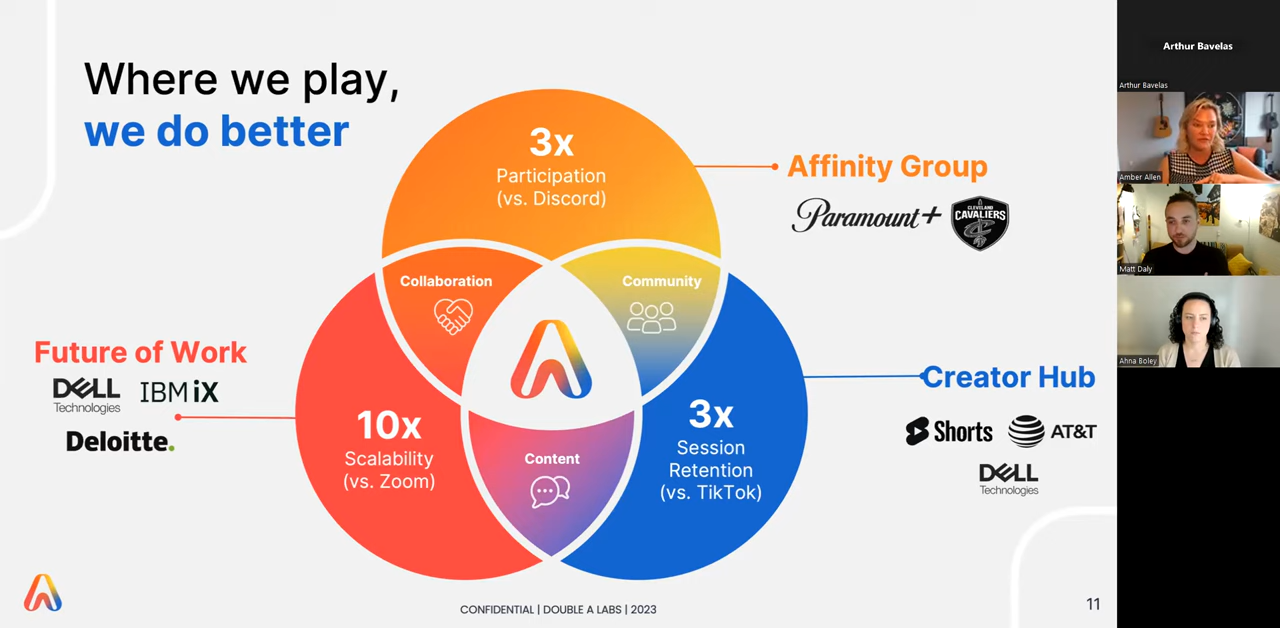 Where we play,
we do better
3x
Participation
(vs. Discord)
Affinity Group
Paramount+
CLEVELAND
CAVALIERS
Collaboration
Community
Future of Work
DELL
Technologies
IBM iX
Deloitte.
10x
Scalability
(vs. Zoom)
Content
3x
Session
Retention
(vs. TikTok)
Creator Hub
Shorts
AT&T
DELL
Technologies
CONFIDENTIAL | DOUBLE A LABS | 2023
11
Arthur Bavelas
Arthur Bavelas
Amber Allen
Matt Daly
Ahna Boley